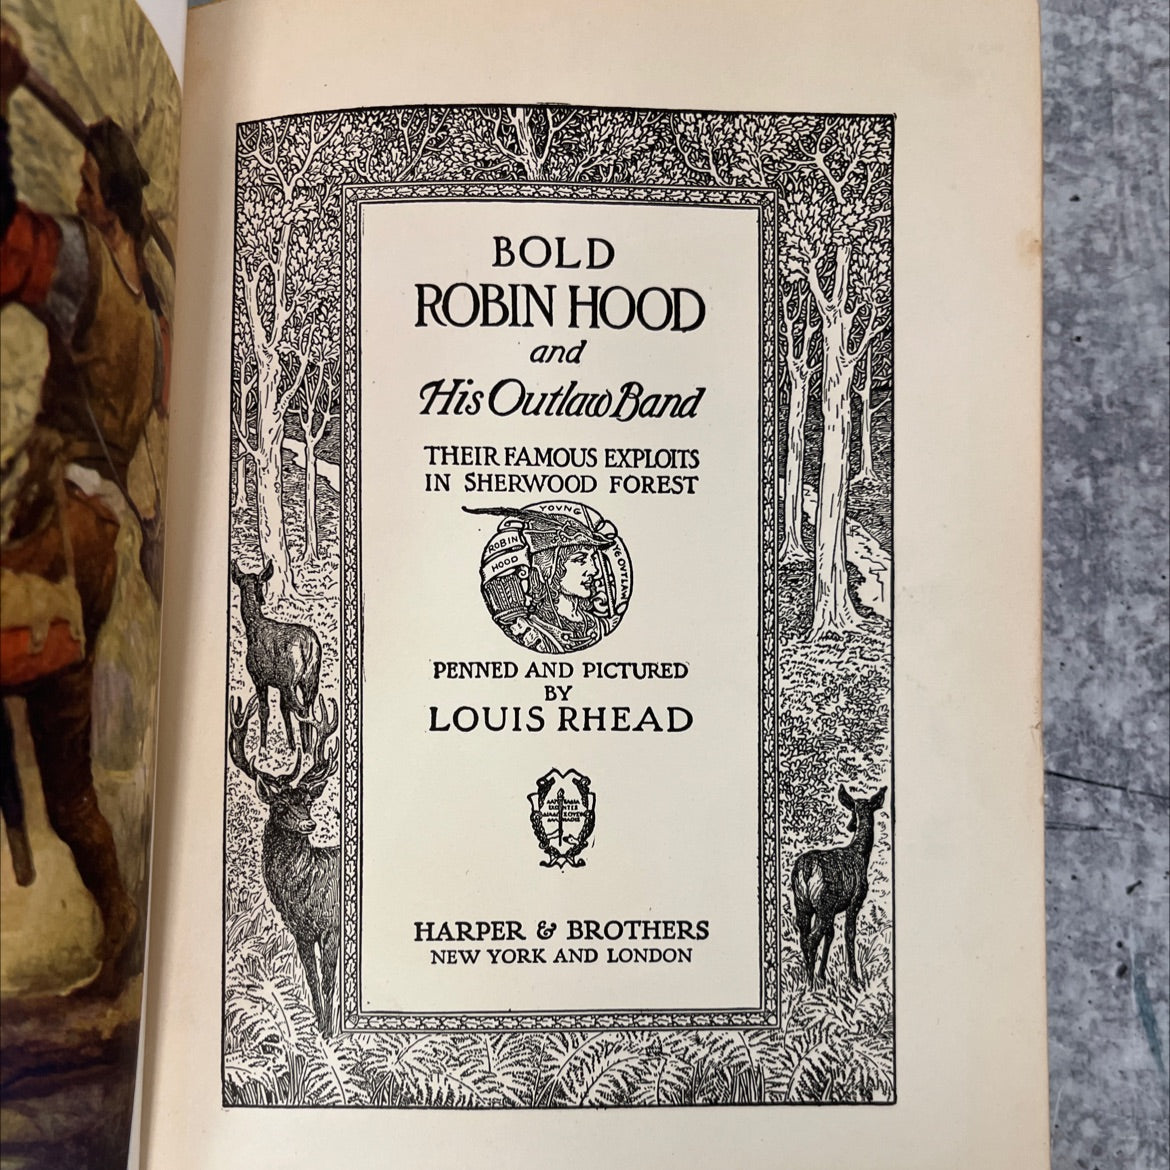 BOLD
ROBIN HOOD
and
His Outlaw Band
THEIR FAMOUS EXPLOITS
IN SHERWOOD FOREST
YOVNG
ROBIN
HOOD
YE OUTLAW
PENNED AND PICTURED
BY
LOUIS RHEAD
HARPER & BROTHERS
NEW YORK AND LONDON